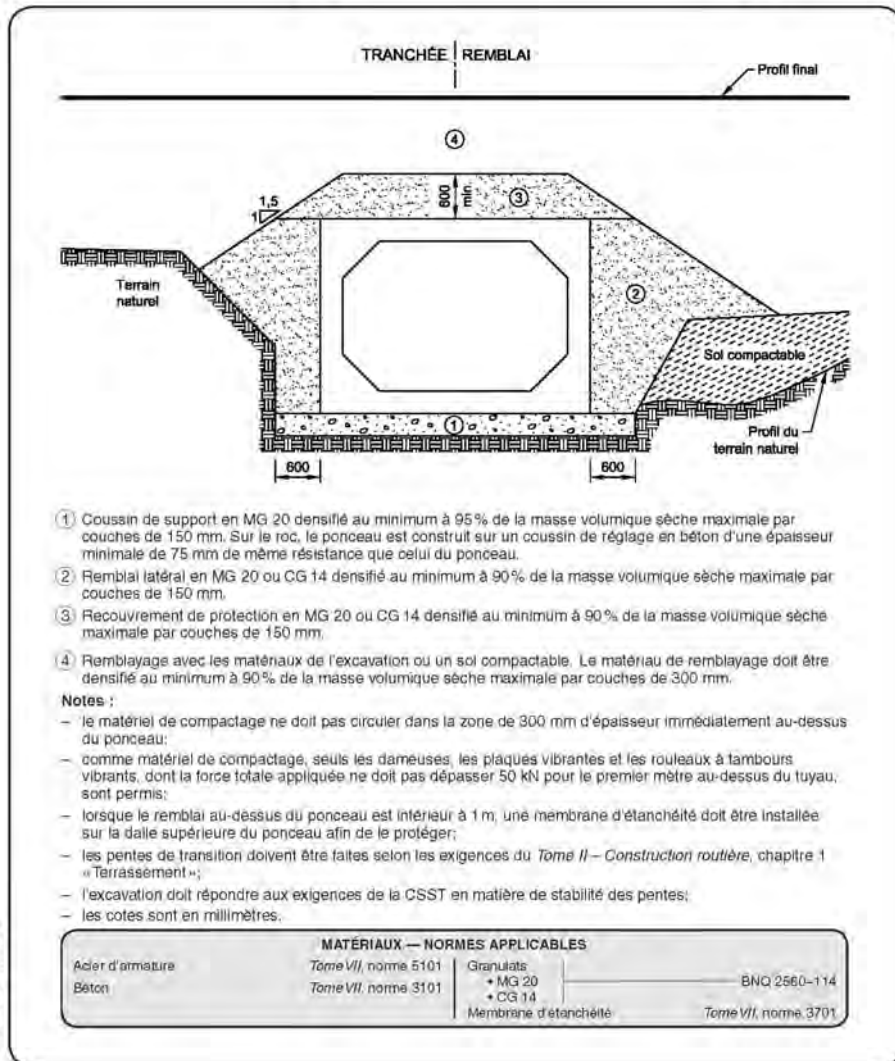 TRANCHÉE REMBLAI
Profil final
4
1,5
1
600 min.
3
Terrain
naturel
2
Sol compactable
1
Profil du
terrain naturel
600
600
1 Coussin de support en MG 20 densifié au minimum à 95 % de la masse volumique sèche maximale par
couches de 150 mm. Sur le roc, le ponceau est construit sur un coussin de réglage en béton d'une épaisseur
minimale de 75 mm de même résistance que celui du ponceau.
2 Remblai latéral en MG 20 ou CG 14 densifié au minimum à 90 % de la masse volumique sèche maximale par
couches de 150 mm.
3 Recouvrement de protection en MG 20 ou CG 14 densifié au minimum à 90 % de la masse volumique sèche
maximale par couches de 150 mm.
4 Remblayage avec les matériaux de l'excavation ou un sol compactable. Le matériau de remblayage doit être
densifié au minimum à 90 % de la masse volumique sèche maximale par couches de 300 mm.
Notes :
– le matériel de compactage ne doit pas circuler dans la zone de 300 mm d'épaisseur immédiatement au-dessus
du ponceau;
– comme matériel de compactage, seuls les dameuses, les plaques vibrantes et les rouleaux à tambours
vibrants, dont la force totale appliquée ne doit pas dépasser 50 kN pour le premier mètre au-dessus du tuyau,
sont permis;
– lorsque le remblai au-dessus du ponceau est inférieur à 1 m, une membrane d'étanchéité doit être installée
sur la dalle supérieure du ponceau afin de le protéger;
– les pentes de transition doivent être faites selon les exigences du Tome II – Construction routière, chapitre 1
« Terrassement »;
– l'excavation doit répondre aux exigences de la CSST en matière de stabilité des pentes;
– les cotes sont en millimètres.
MATÉRIAUX — NORMES APPLICABLES
Acier d'armature Tome VII, norme 5101
Béton Tome VII, norme 3101
Granulats
• MG 20 BNQ 2560–114
• CG 14
Membrane d'étanchéité Tome VII, norme 3701